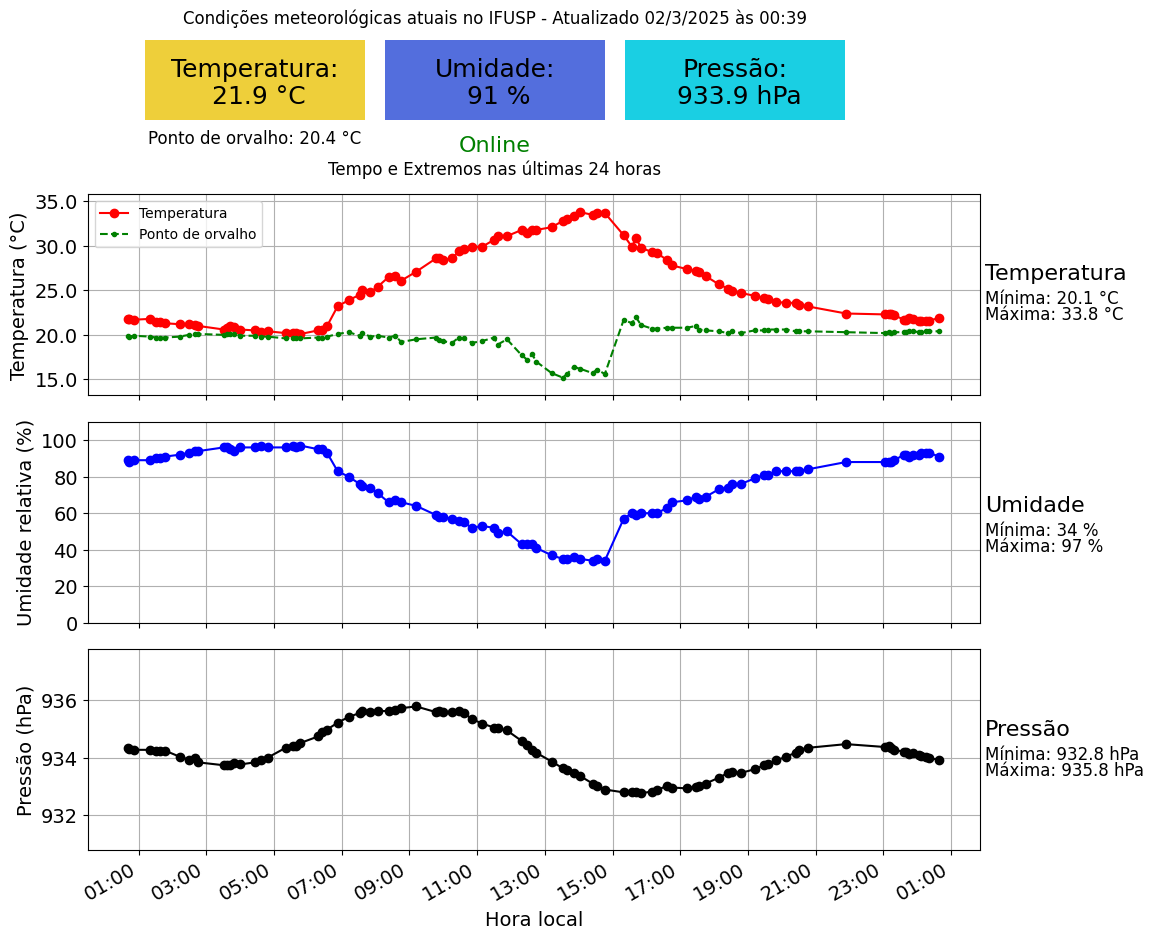 Condições meteorológicas atuais no IFUSP - Atualizado 02/3/2025 às 00:39
Temperatura:
21.9 °C
Umidade:
91 %
Pressão:
933.9 hPa
Ponto de orvalho: 20.4 °C
Online
Tempo e Extremos nas últimas 24 horas
Temperatura (°C)
35.0
30.0
25.0
20.0
15.0
Temperatura
Ponto de orvalho
Temperatura
Mínima: 20.1 °C
Máxima: 33.8 °C
Umidade relativa (%)
100
80
60
40
20
0
Umidade
Mínima: 34 %
Máxima: 97 %
Pressão (hPa)
936
934
932
Pressão
Mínima: 932.8 hPa
Máxima: 935.8 hPa
01:00 03:00 05:00 07:00 09:00 11:00 13:00 15:00 17:00 19:00 21:00 23:00 01:00
Hora local